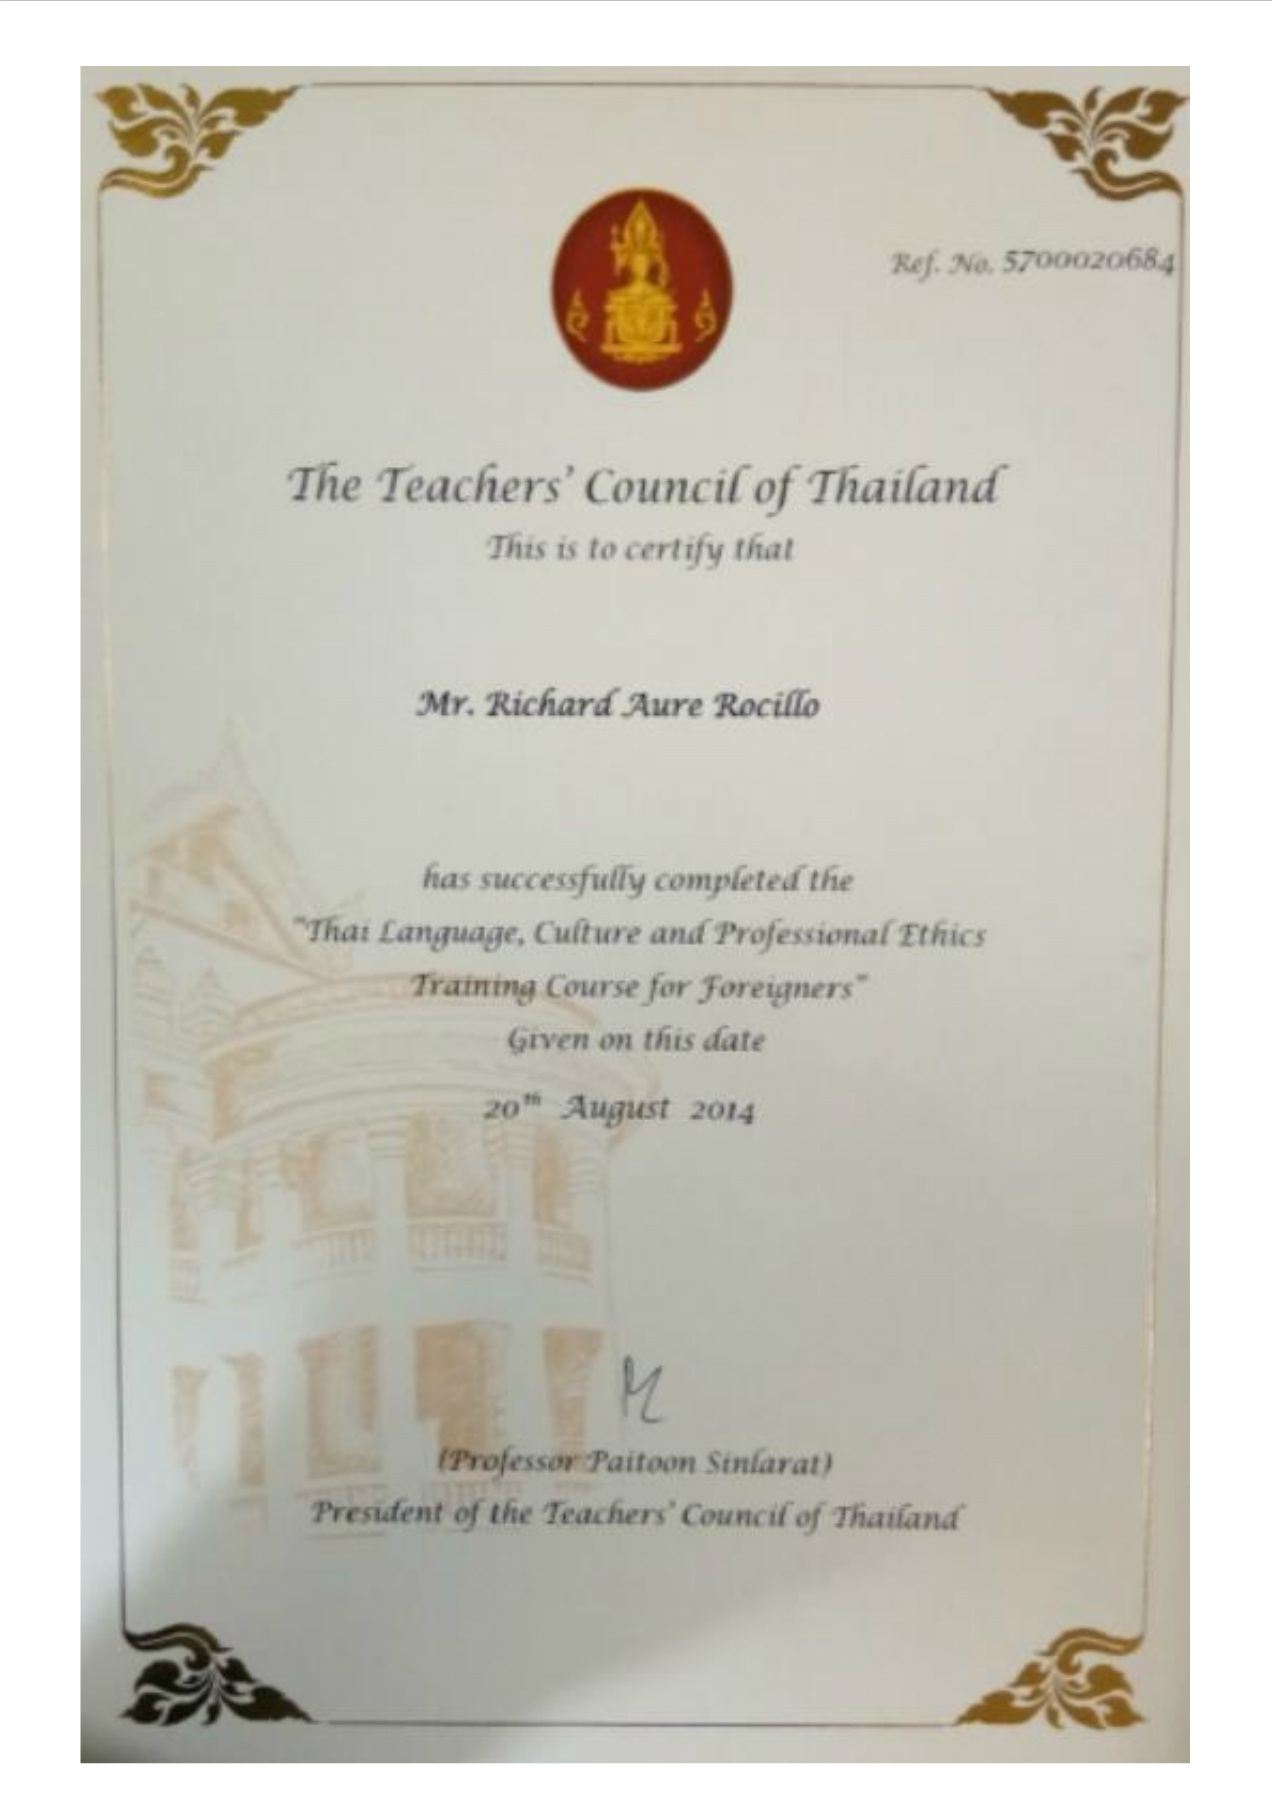 Ref. No. 5700020684
The Teachers' Council of Thailand
This is to certify that
Mr. Richard Aure Rocillo
has successfully completed the
"Thai Language, Culture and Professional Ethics
Training Course for Foreigners"
Given on this date
20th August 2014
(Professor Paitoon Sinlarat)
President of the Teachers' Council of Thailand